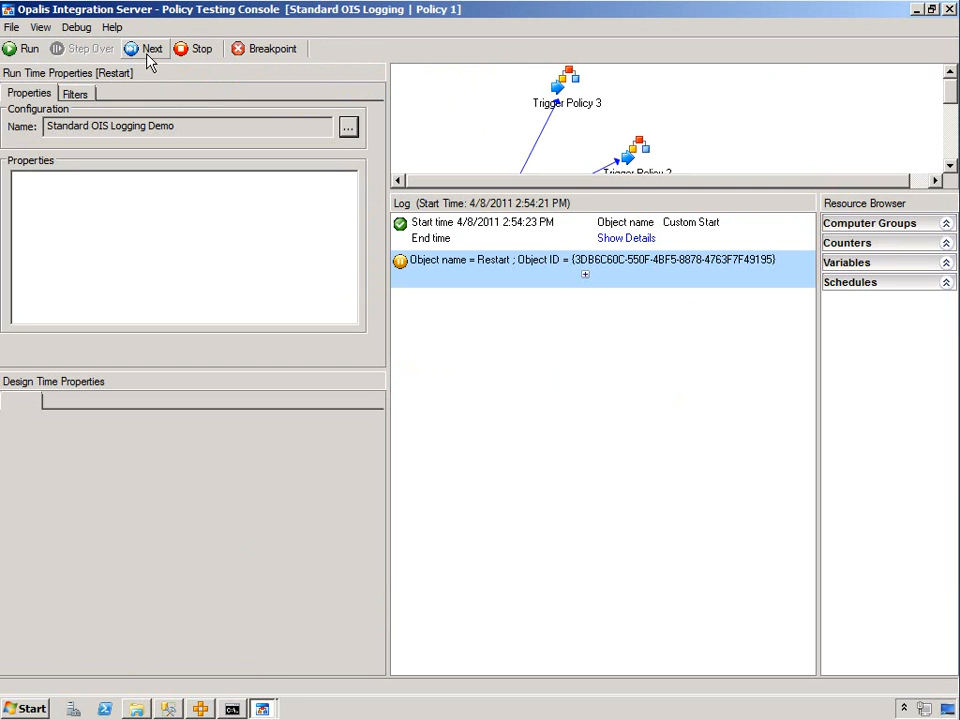 Opalis Integration Server - Policy Testing Console [Standard OIS Logging | Policy 1]
File View Debug Help
Run Step Over Next Stop Breakpoint
Run Time Properties [Restart]
Properties Filters
Configuration
Name: Standard OIS Logging Demo ...
Properties
Design Time Properties
Trigger Policy 3
Trigger Policy 2
Log (Start Time: 4/8/2011 2:54:21 PM)
Start time 4/8/2011 2:54:23 PM Object name Custom Start
End time Show Details
Object name = Restart ; Object ID = {3DB6C60C-550F-4BF5-8878-4763F7F49195}
Resource Browser
Computer Groups
Counters
Variables
Schedules
Start